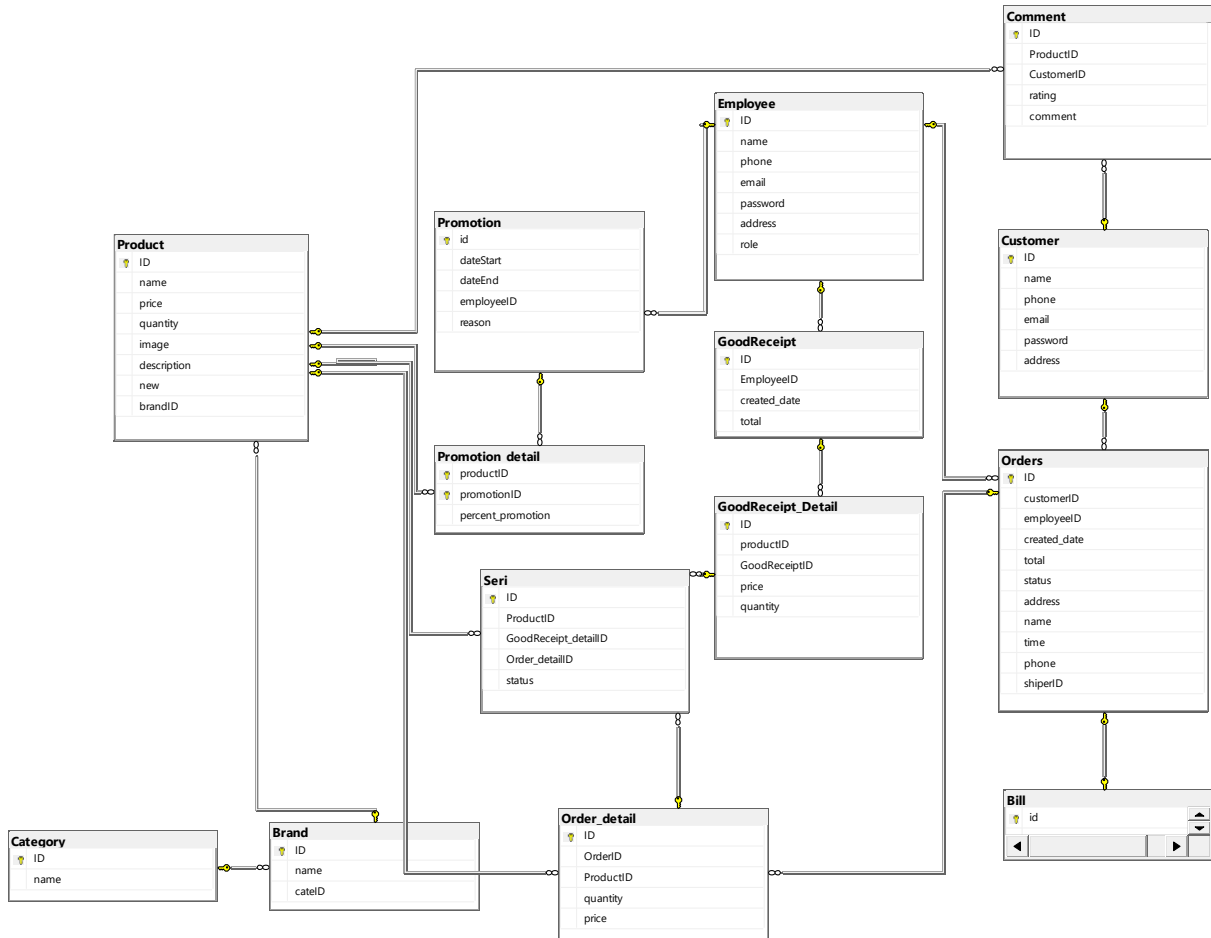 Comment
ID
ProductID
CustomerID
rating
comment
Employee
ID
name
phone
email
password
address
role
Promotion
id
dateStart
dateEnd
employeeID
reason
Product
ID
name
price
quantity
image
description
new
brandID
Customer
ID
name
phone
email
password
address
GoodReceipt
ID
EmployeeID
created_date
total
Promotion_detail
productID
promotionID
percent_promotion
Orders
ID
customerID
employeeID
created_date
total
status
address
name
time
phone
shiperID
GoodReceipt_Detail
ID
productID
GoodReceiptID
price
quantity
Seri
ID
ProductID
GoodReceipt_detailID
Order_detailID
status
Bill
id
Order_detail
ID
OrderID
ProductID
quantity
price
Brand
ID
name
cateID
Category
ID
name